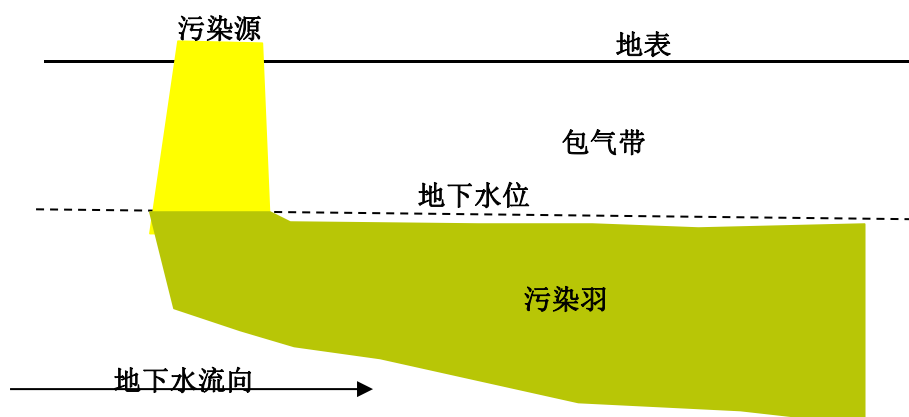 污染源
地表
包气带
地下水位
污染羽
地下水流向